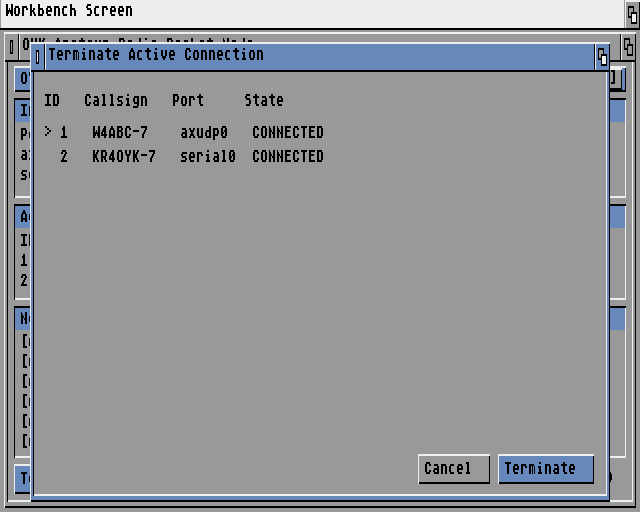 Workbench Screen
Terminate Active Connection
ID Callsign Port State
> 1 W4ABC-7 axudp0 CONNECTED
2 KR4OYK-7 serial0 CONNECTED
Cancel Terminate